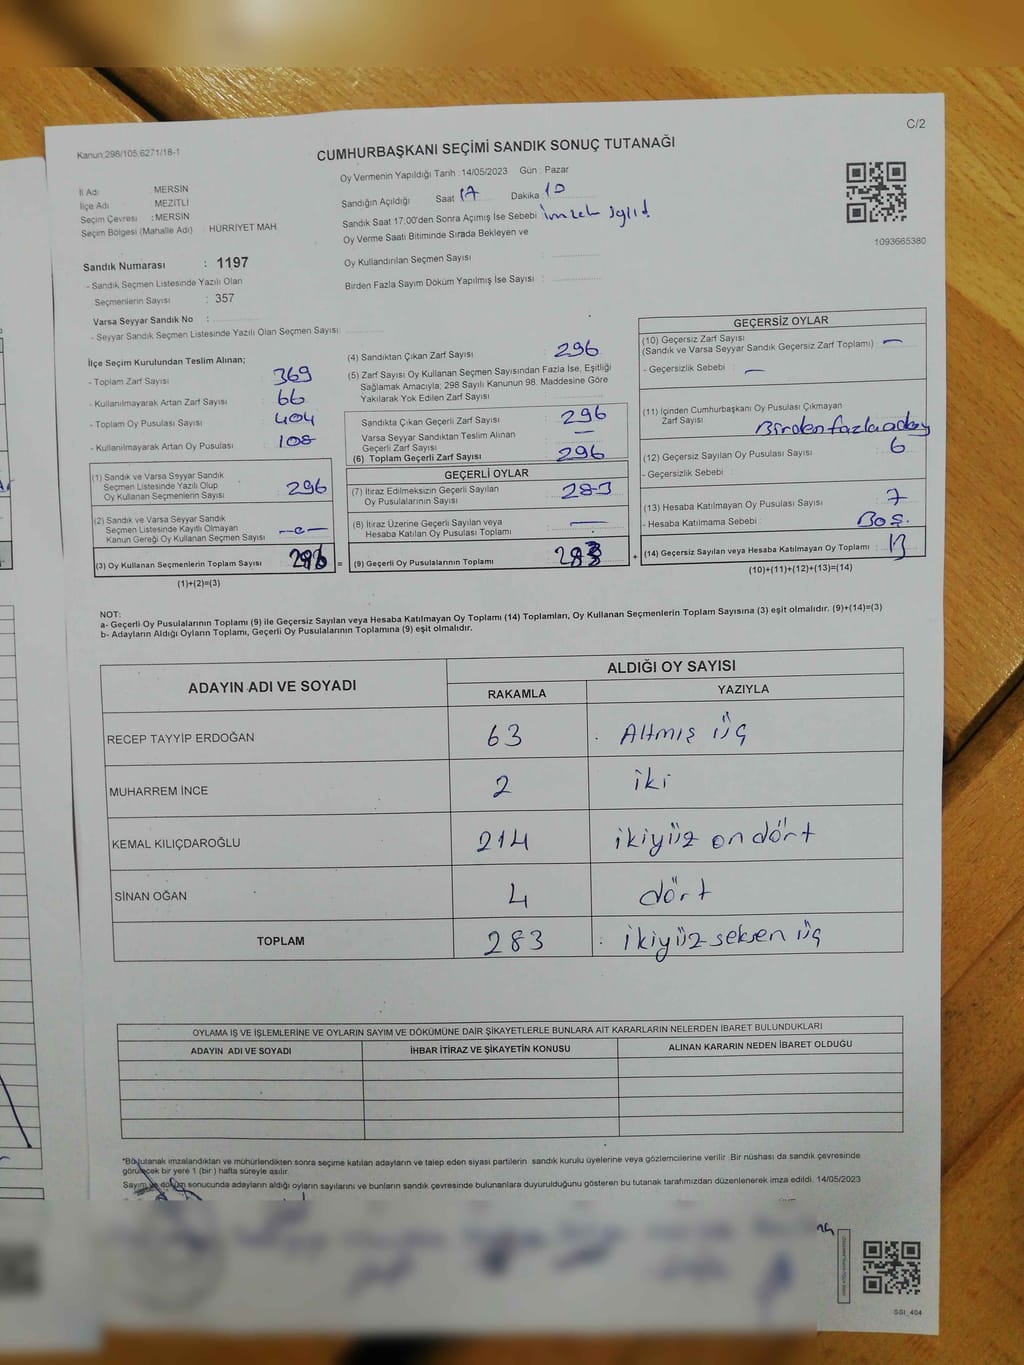 C/2
Kanun:298/105,6271/18-1
CUMHURBAŞKANI SEÇİMİ SANDIK SONUÇ TUTANAĞI
Oy Vermenin Yapıldığı Tarih : 14/05/2023 Gün : Pazar
İl Adı : MERSİN
İlçe Adı : MEZİTLİ
Seçim Çevresi : MERSİN
Seçim Bölgesi (Mahalle Adı) : HÜRRİYET MAH
Sandık Numarası : 1197
- Sandık Seçmen Listesinde Yazılı Olan
Seçmenlerin Sayısı : 357
Varsa Seyyar Sandık No :
- Seyyar Sandık Seçmen Listesinde Yazılı Olan Seçmen Sayısı:
Sandığın Açıldığı Saat 17 Dakika 10
Sandık Saat 17:00'den Sonra Açımış İse Sebebi
Oy Verme Saati Bitiminde Sırada Bekleyen ve
Oy Kullandırılan Seçmen Sayısı :
Birden Fazla Sayım Döküm Yapılmış İse Sayısı :
1093665380
İlçe Seçim Kurulundan Teslim Alınan;
- Toplam Zarf Sayısı : 369
- Kullanılmayarak Artan Zarf Sayısı : 66
- Toplam Oy Pusulası Sayısı : 404
- Kullanılmayarak Artan Oy Pusulası : 108
(1) Sandık ve Varsa Seyyar Sandık
Seçmen Listesinde Yazılı Olup
Oy Kullanan Seçmenlerin Sayısı : 296
(2) Sandık ve Varsa Seyyar Sandık
Seçmen Listesinde Kayıtlı Olmayan
Kanun Gereği Oy Kullanan Seçmen Sayısı :
(3) Oy Kullanan Seçmenlerin Toplam Sayısı : 296 =
(1)+(2)=(3)
(4) Sandıktan Çıkan Zarf Sayısı : 296
(5) Zarf Sayısı Oy Kullanan Seçmen Sayısından Fazla İse, Eşitliği
Sağlamak Amacıyla; 298 Sayılı Kanunun 98. Maddesine Göre
Yakılarak Yok Edilen Zarf Sayısı :
Sandıkta Çıkan Geçerli Zarf Sayısı : 296
Varsa Seyyar Sandıktan Teslim Alınan
Geçerli Zarf Sayısı : —
(6) Toplam Geçerli Zarf Sayısı : 296
GEÇERLİ OYLAR
(7) İtiraz Edilmeksizin Geçerli Sayılan
Oy Pusulalarının Sayısı : 283
(8) İtiraz Üzerine Geçerli Sayılan veya
Hesaba Katılan Oy Pusulası Toplamı : —
(9) Geçerli Oy Pusulalarının Toplamı : 283 +
GEÇERSİZ OYLAR
(10) Geçersiz Zarf Sayısı
(Sandık ve Varsa Seyyar Sandık Geçersiz Zarf Toplamı) : —
- Geçersizlik Sebebi : —
(11) İçinden Cumhurbaşkanı Oy Pusulası Çıkmayan
Zarf Sayısı :
Birden fazla aday
(12) Geçersiz Sayılan Oy Pusulası Sayısı : 6
- Geçersizlik Sebebi :
(13) Hesaba Katılmayan Oy Pusulası Sayısı : 7
- Hesaba Katılmama Sebebi : Boş.
(14) Geçersiz Sayılan veya Hesaba Katılmayan Oy Toplamı : 13
(10)+(11)+(12)+(13)=(14)
NOT:
a- Geçerli Oy Pusulalarının Toplamı (9) ile Geçersiz Sayılan veya Hesaba Katılmayan Oy Toplamı (14) Toplamları, Oy Kullanan Seçmenlerin Toplam Sayısına (3) eşit olmalıdır. (9)+(14)=(3)
b- Adayların Aldığı Oyların Toplamı, Geçerli Oy Pusulalarının Toplamına (9) eşit olmalıdır.
ADAYIN ADI VE SOYADI
ALDIĞI OY SAYISI
RAKAMLA YAZIYLA
RECEP TAYYİP ERDOĞAN 63 Altmış üç
MUHARREM İNCE 2 iki
KEMAL KILIÇDAROĞLU 214 ikiyüz on dört
SİNAN OĞAN 4 dört
TOPLAM 283 ikiyüz seksen üç
OYLAMA İŞ VE İŞLEMLERİNE VE OYLARIN SAYIM VE DÖKÜMÜNE DAİR ŞİKAYETLERLE BUNLARA AİT KARARLARIN NELERDEN İBARET BULUNDUKLARI
ADAYIN ADI VE SOYADI İHBAR İTİRAZ VE ŞİKAYETİN KONUSU ALINAN KARARIN NEDEN İBARET OLDUĞU
*Bu tutanak imzalandıktan ve mühürlendikten sonra seçime katılan adayların ve talep eden siyasi partilerin sandık kurulu üyelerine veya gözlemcilerine verilir. Bir nüshası da sandık çevresinde
görülecek bir yere 1 (bir) hafta süreyle asılır.
Sayım ve döküm sonucunda adayların aldığı oyların sayılarını ve bunların sandık çevresinde bulunanlara duyurulduğunu gösteren bu tutanak tarafımızdan düzenlenerek imza edildi. 14/05/2023
SSI_404